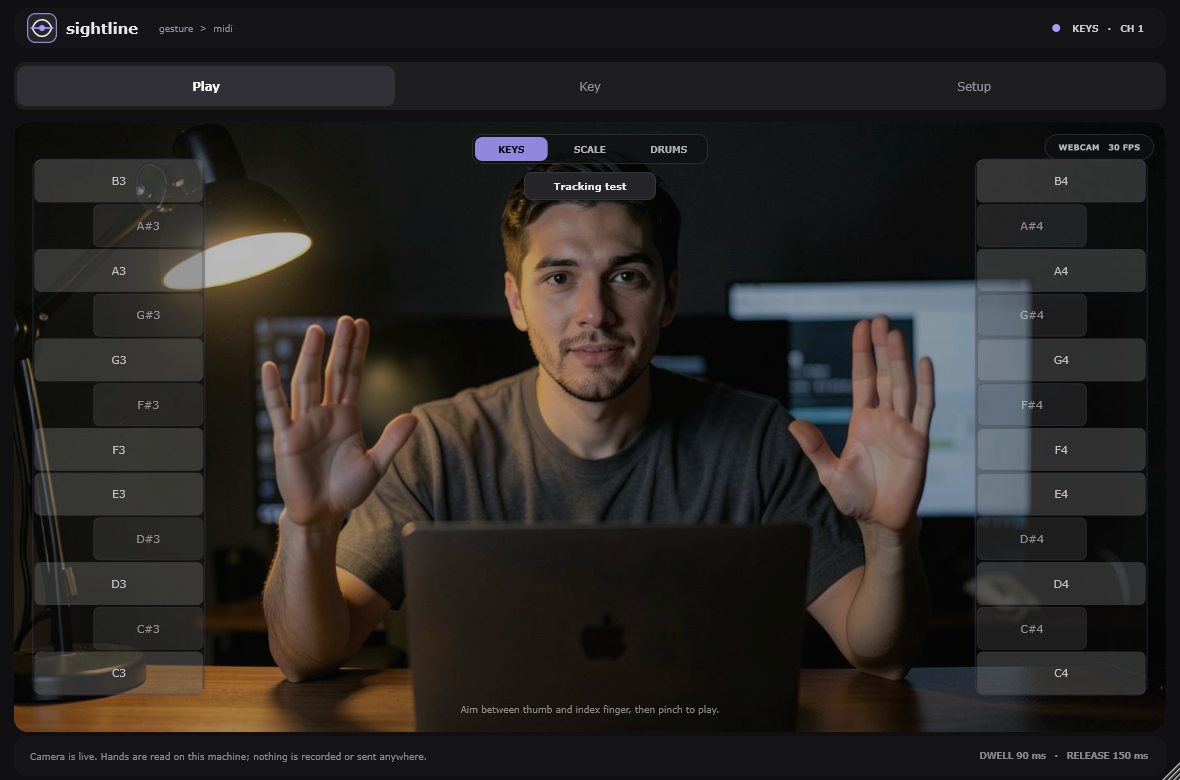 sightline gesture > midi KEYS · CH 1
Play Key Setup
KEYS SCALE DRUMS
WEBCAM 30 FPS
Tracking test
B3 B4
A#3 A#4
A3 A4
G#3 G#4
G3 G4
F#3 F#4
F3 F4
E3 E4
D#3 D#4
D3 D4
C#3 C#4
C3 C4
Aim between thumb and index finger, then pinch to play.
Camera is live. Hands are read on this machine; nothing is recorded or sent anywhere. DWELL 90 ms · RELEASE 150 ms